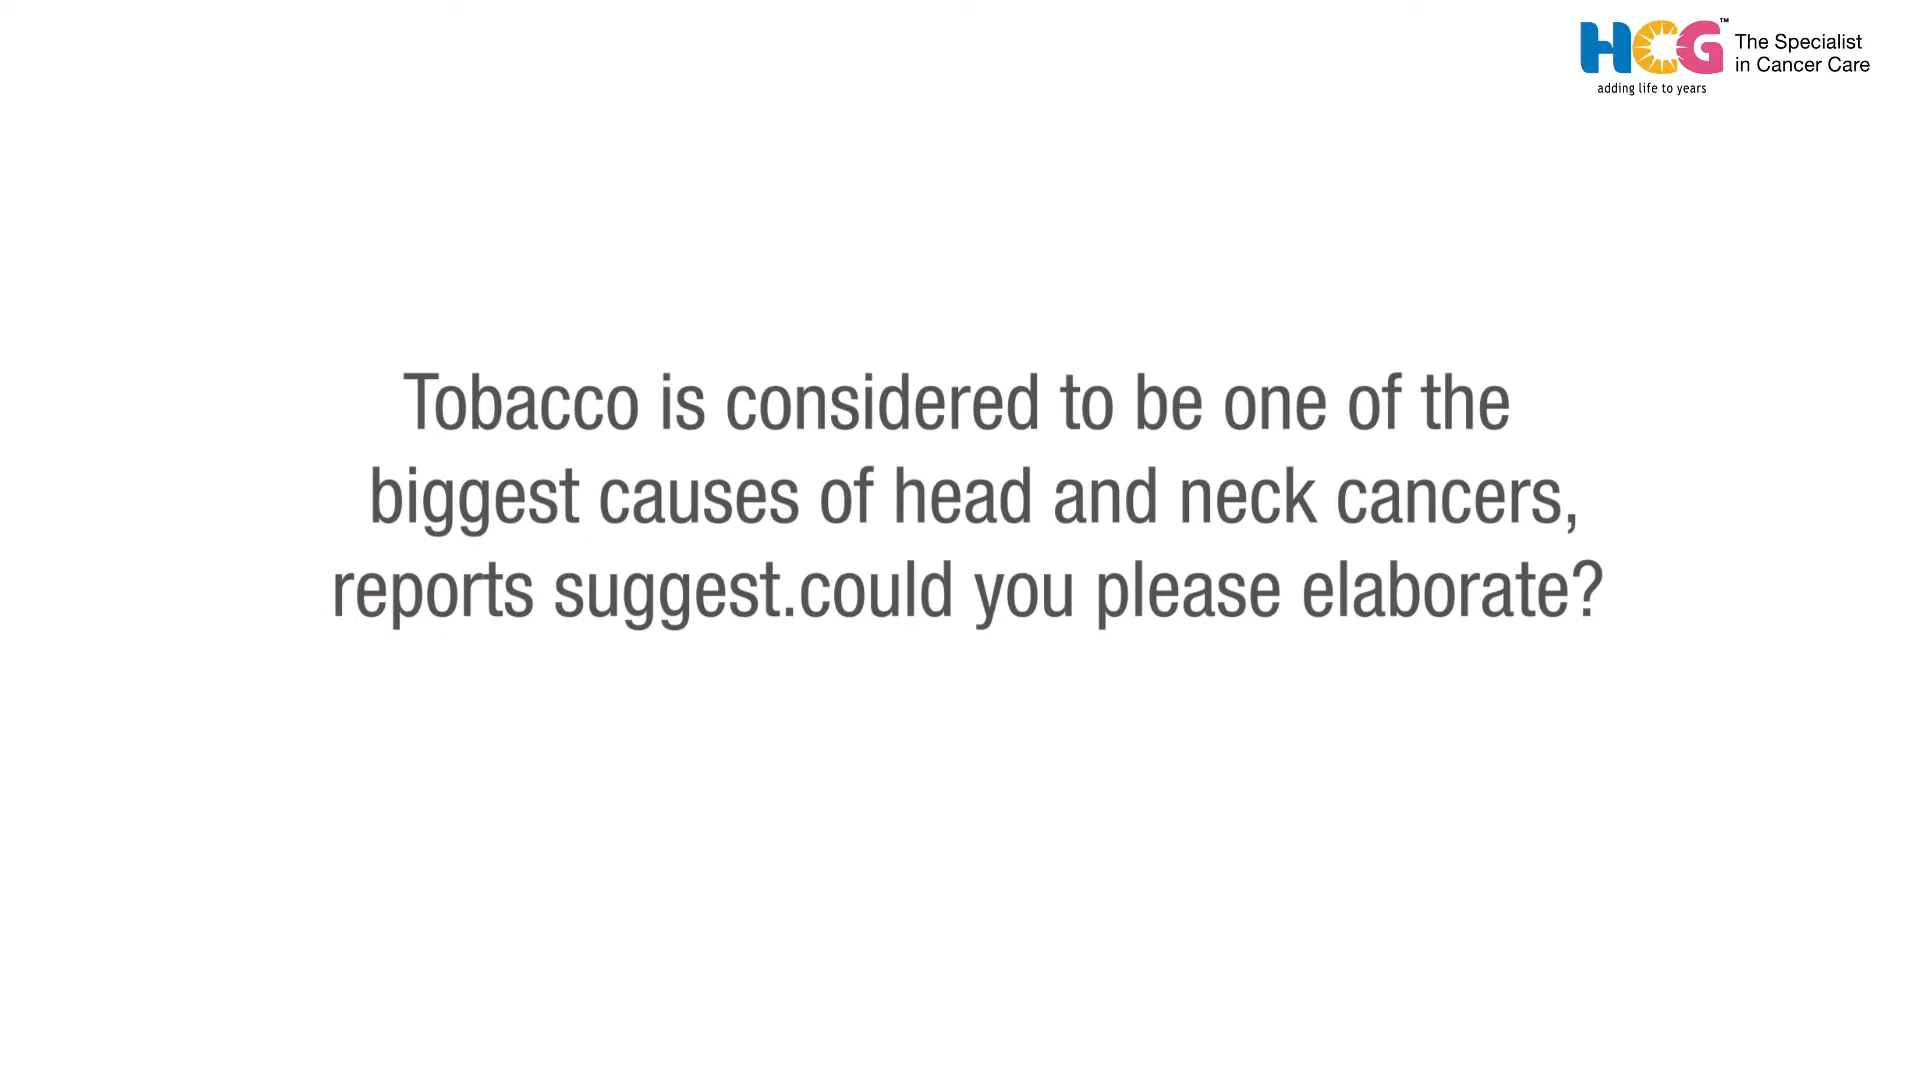 HCG™ The Specialist
in Cancer Care
adding life to years
Tobacco is considered to be one of the
biggest causes of head and neck cancers,
reports suggest.could you please elaborate?